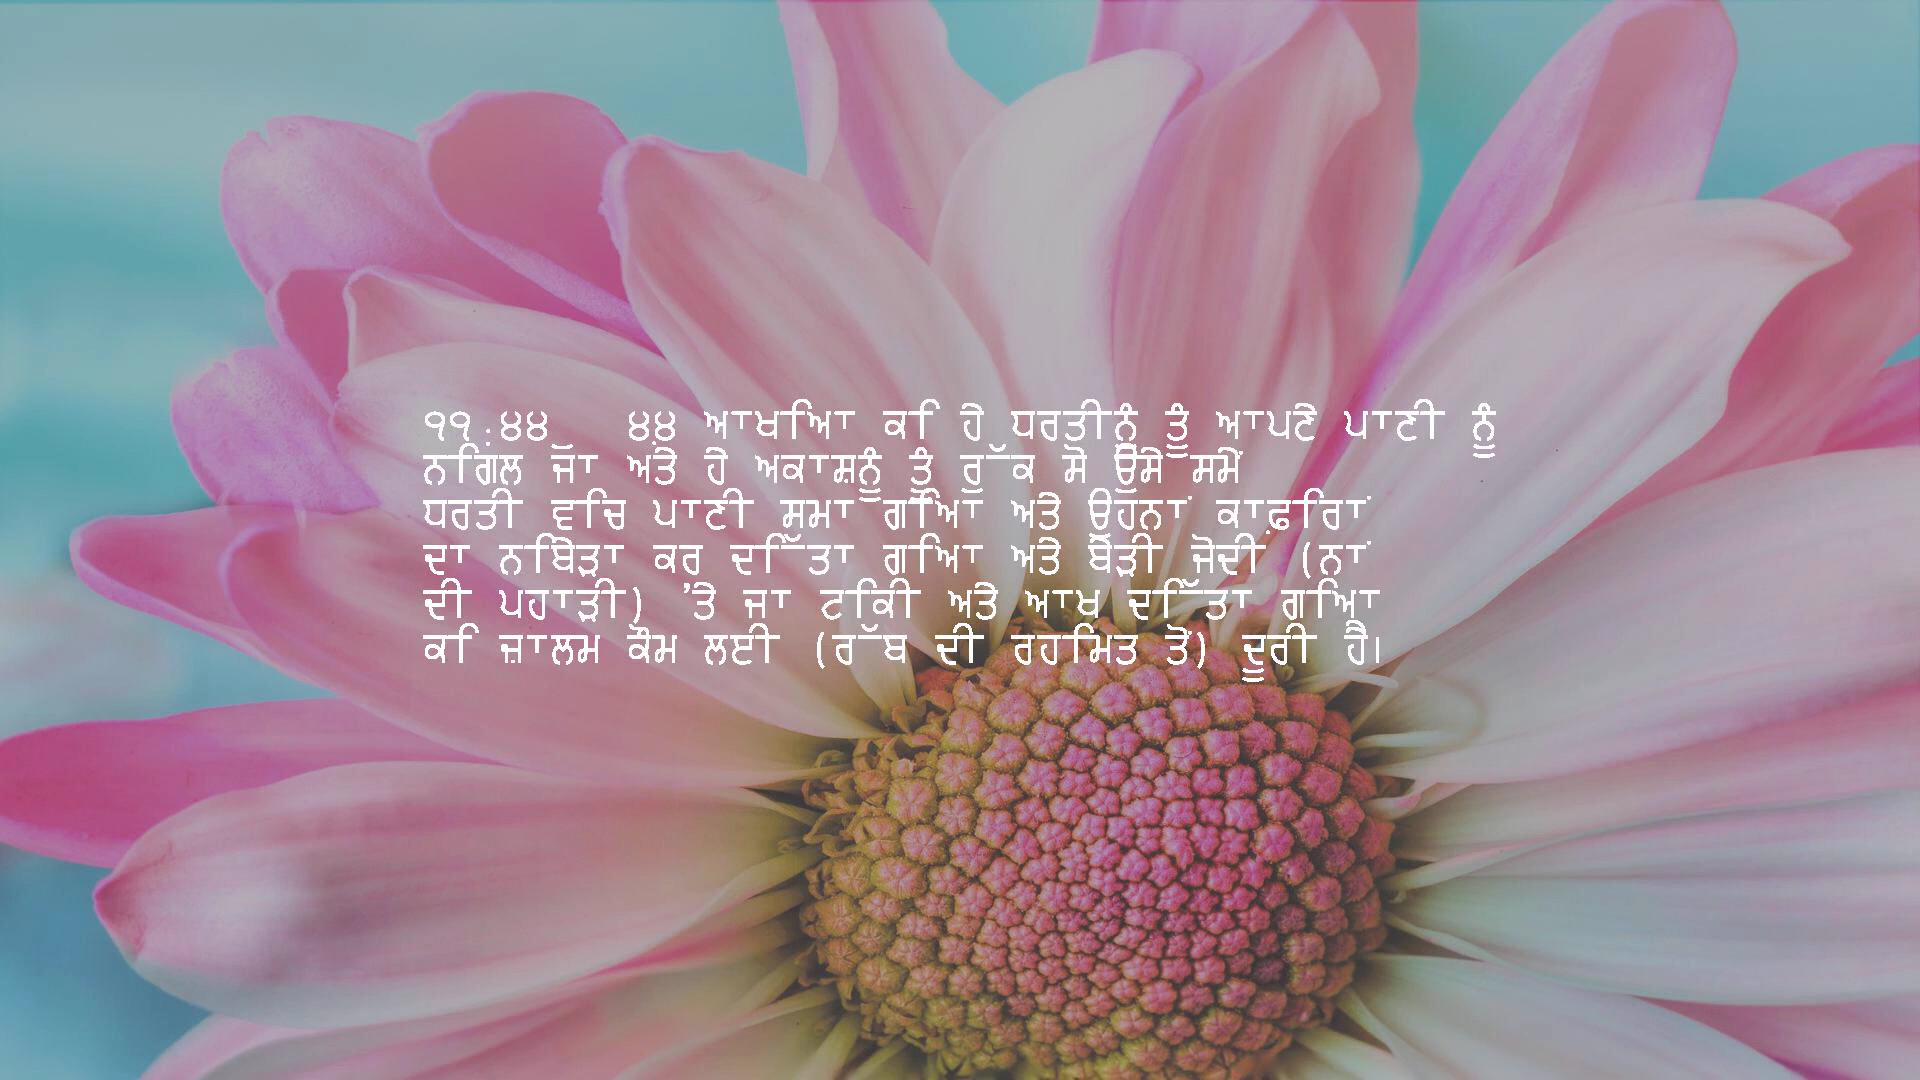 ੧੧:੪੪  ੪੪ ਆਖਿਆ ਕਿ ਹੇ ਧਰਤੀਨੂੰ ਤੂੰ ਆਪਣੇ ਪਾਣੀ ਨੂੰ
ਨਿਗਲ ਜਾ ਅਤੇ ਹੇ ਅਕਾਸ਼ਨੂੰ ਤੂੰ ਰੁੱਕ ਸੋ ਉਸੇ ਸਮੇਂ
ਧਰਤੀ ਵਿਚ ਪਾਣੀ ਸਮਾ ਗਿਆ ਅਤੇ ਉਹਨਾਂ ਕਾਫ਼ਿਰਾਂ
ਦਾ ਨਿਬੇੜਾ ਕਰ ਦਿੱਤਾ ਗਿਆ ਅਤੇ ਬੇੜੀ ਜੋਦੀ (ਨਾਂ
ਦੀ ਪਹਾੜੀ) 'ਤੇ ਜਾ ਟਿਕੀ ਅਤੇ ਆਖ ਦਿੱਤਾ ਗਿਆ
ਕਿ ਜ਼ਾਲਮ ਕੌਮ ਲਈ (ਰੱਬ ਦੀ ਰਹਿਮਤ ਤੋਂ) ਦੂਰੀ ਹੈ।